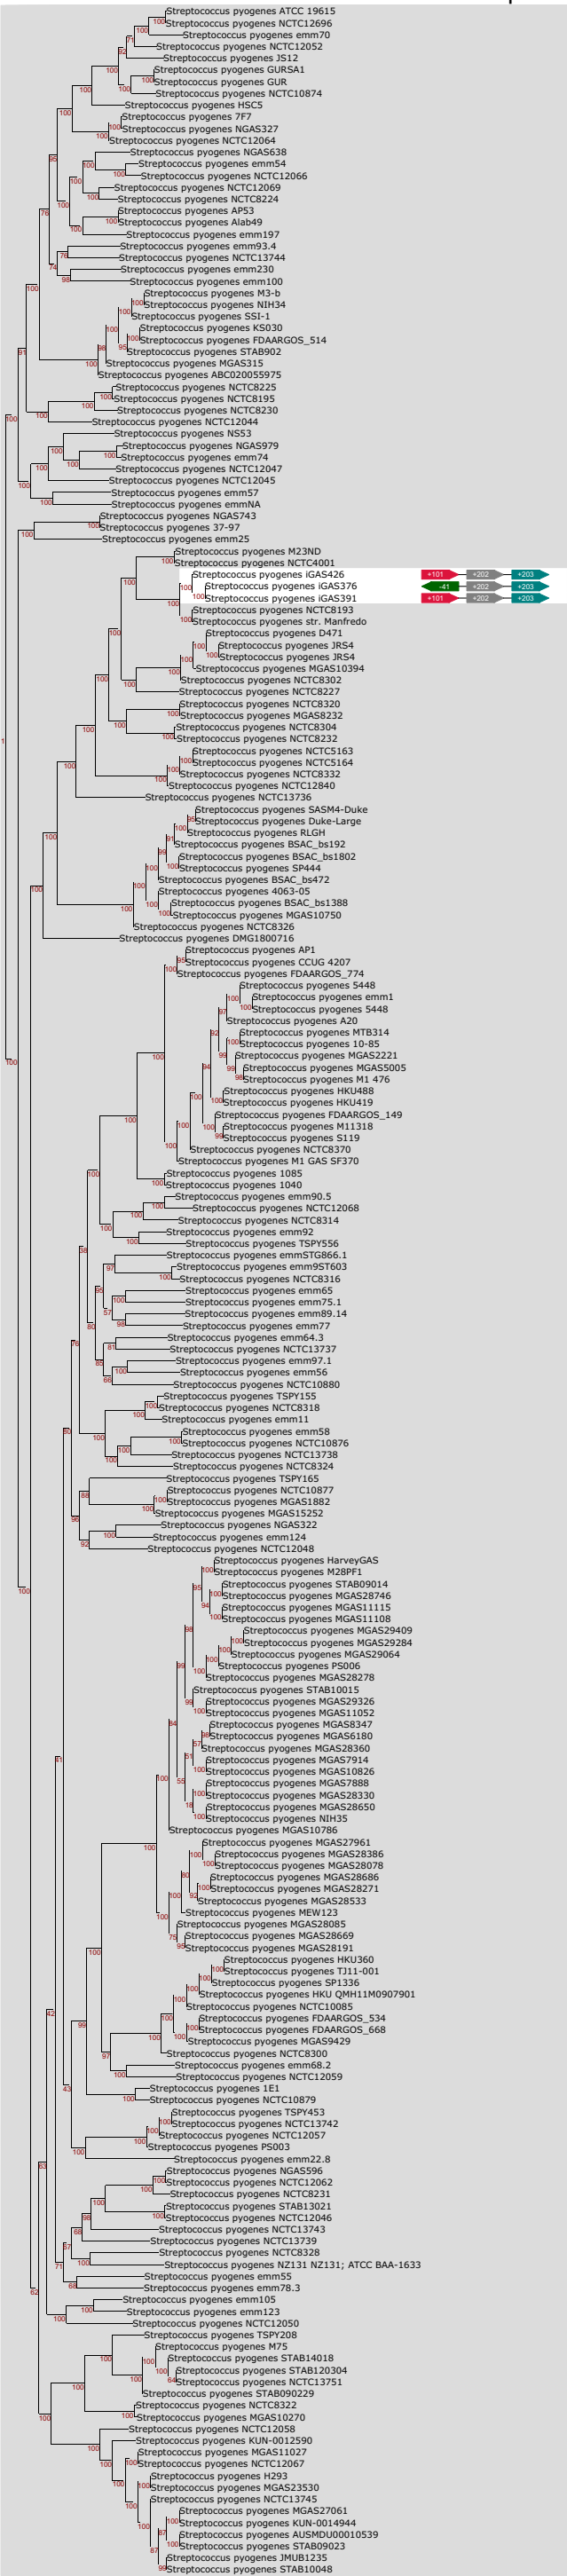 Streptococcus pyogenes ATCC 19615
Streptococcus pyogenes NCTC12696
Streptococcus pyogenes emm70
Streptococcus pyogenes NCTC12052
Streptococcus pyogenes JS12
Streptococcus pyogenes GURSA1
Streptococcus pyogenes GUR
Streptococcus pyogenes NCTC10874
Streptococcus pyogenes HSC5
Streptococcus pyogenes 7F7
Streptococcus pyogenes NGAS327
Streptococcus pyogenes NCTC12064
Streptococcus pyogenes NGAS638
Streptococcus pyogenes emm54
Streptococcus pyogenes NCTC12066
Streptococcus pyogenes NCTC12069
Streptococcus pyogenes NCTC8224
Streptococcus pyogenes AP53
Streptococcus pyogenes Alab49
Streptococcus pyogenes emm197
Streptococcus pyogenes emm93.4
Streptococcus pyogenes NCTC13744
Streptococcus pyogenes emm230
Streptococcus pyogenes emm100
Streptococcus pyogenes M3-b
Streptococcus pyogenes NIH34
Streptococcus pyogenes SSI-1
Streptococcus pyogenes KS030
Streptococcus pyogenes FDAARGOS_514
Streptococcus pyogenes STAB902
Streptococcus pyogenes MGAS315
Streptococcus pyogenes ABC020055975
Streptococcus pyogenes NCTC8225
Streptococcus pyogenes NCTC8195
Streptococcus pyogenes NCTC8230
Streptococcus pyogenes NCTC12044
Streptococcus pyogenes NS53
Streptococcus pyogenes NGAS979
Streptococcus pyogenes emm74
Streptococcus pyogenes NCTC12047
Streptococcus pyogenes NCTC12045
Streptococcus pyogenes emm57
Streptococcus pyogenes emmNA
Streptococcus pyogenes NGAS743
Streptococcus pyogenes 37-97
Streptococcus pyogenes emm25
Streptococcus pyogenes M23ND
Streptococcus pyogenes NCTC4001
Streptococcus pyogenes iGAS426 +101 +202 +203
Streptococcus pyogenes iGAS376 -41 +202 +203
Streptococcus pyogenes iGAS391 +101 +202 +203
Streptococcus pyogenes NCTC8193
Streptococcus pyogenes str. Manfredo
Streptococcus pyogenes D471
Streptococcus pyogenes JRS4
Streptococcus pyogenes JRS4
Streptococcus pyogenes MGAS10394
Streptococcus pyogenes NCTC8302
Streptococcus pyogenes NCTC8227
Streptococcus pyogenes NCTC8320
Streptococcus pyogenes MGAS8232
Streptococcus pyogenes NCTC8304
Streptococcus pyogenes NCTC8232
Streptococcus pyogenes NCTC5163
Streptococcus pyogenes NCTC5164
Streptococcus pyogenes NCTC8332
Streptococcus pyogenes NCTC12840
Streptococcus pyogenes NCTC13736
Streptococcus pyogenes SASM4-Duke
Streptococcus pyogenes Duke-Large
Streptococcus pyogenes RLGH
Streptococcus pyogenes BSAC_bs192
Streptococcus pyogenes BSAC_bs1802
Streptococcus pyogenes SP444
Streptococcus pyogenes BSAC_bs472
Streptococcus pyogenes 4063-05
Streptococcus pyogenes BSAC_bs1388
Streptococcus pyogenes MGAS10750
Streptococcus pyogenes NCTC8326
Streptococcus pyogenes DMG1800716
Streptococcus pyogenes AP1
Streptococcus pyogenes CCUG 4207
Streptococcus pyogenes FDAARGOS_774
Streptococcus pyogenes 5448
Streptococcus pyogenes emm1
Streptococcus pyogenes 5448
Streptococcus pyogenes A20
Streptococcus pyogenes MTB314
Streptococcus pyogenes 10-85
Streptococcus pyogenes MGAS2221
Streptococcus pyogenes MGAS5005
Streptococcus pyogenes M1 476
Streptococcus pyogenes HKU488
Streptococcus pyogenes HKU419
Streptococcus pyogenes FDAARGOS_149
Streptococcus pyogenes M11318
Streptococcus pyogenes S119
Streptococcus pyogenes NCTC8370
Streptococcus pyogenes M1 GAS SF370
Streptococcus pyogenes 1085
Streptococcus pyogenes 1040
Streptococcus pyogenes emm90.5
Streptococcus pyogenes NCTC12068
Streptococcus pyogenes NCTC8314
Streptococcus pyogenes emm92
Streptococcus pyogenes TSPY556
Streptococcus pyogenes emmSTG866.1
Streptococcus pyogenes emm9ST603
Streptococcus pyogenes NCTC8316
Streptococcus pyogenes emm65
Streptococcus pyogenes emm75.1
Streptococcus pyogenes emm89.14
Streptococcus pyogenes emm77
Streptococcus pyogenes emm64.3
Streptococcus pyogenes NCTC13737
Streptococcus pyogenes emm97.1
Streptococcus pyogenes emm56
Streptococcus pyogenes NCTC10880
Streptococcus pyogenes TSPY155
Streptococcus pyogenes NCTC8318
Streptococcus pyogenes emm11
Streptococcus pyogenes emm58
Streptococcus pyogenes NCTC10876
Streptococcus pyogenes NCTC13738
Streptococcus pyogenes NCTC8324
Streptococcus pyogenes TSPY165
Streptococcus pyogenes NCTC10877
Streptococcus pyogenes MGAS1882
Streptococcus pyogenes MGAS15252
Streptococcus pyogenes NGAS322
Streptococcus pyogenes emm124
Streptococcus pyogenes NCTC12048
Streptococcus pyogenes HarveyGAS
Streptococcus pyogenes M28PF1
Streptococcus pyogenes STAB09014
Streptococcus pyogenes MGAS28746
Streptococcus pyogenes MGAS11115
Streptococcus pyogenes MGAS11108
Streptococcus pyogenes MGAS29409
Streptococcus pyogenes MGAS29284
Streptococcus pyogenes MGAS29064
Streptococcus pyogenes PS006
Streptococcus pyogenes MGAS28278
Streptococcus pyogenes STAB10015
Streptococcus pyogenes MGAS29326
Streptococcus pyogenes MGAS11052
Streptococcus pyogenes MGAS8347
Streptococcus pyogenes MGAS6180
Streptococcus pyogenes MGAS28360
Streptococcus pyogenes MGAS7914
Streptococcus pyogenes MGAS10826
Streptococcus pyogenes MGAS7888
Streptococcus pyogenes MGAS28330
Streptococcus pyogenes MGAS28650
Streptococcus pyogenes NIH35
Streptococcus pyogenes MGAS10786
Streptococcus pyogenes MGAS27961
Streptococcus pyogenes MGAS28386
Streptococcus pyogenes MGAS28078
Streptococcus pyogenes MGAS28686
Streptococcus pyogenes MGAS28271
Streptococcus pyogenes MGAS28533
Streptococcus pyogenes MEW123
Streptococcus pyogenes MGAS28085
Streptococcus pyogenes MGAS28669
Streptococcus pyogenes MGAS28191
Streptococcus pyogenes HKU360
Streptococcus pyogenes TJ11-001
Streptococcus pyogenes SP1336
Streptococcus pyogenes HKU QMH11M0907901
Streptococcus pyogenes NCTC10085
Streptococcus pyogenes FDAARGOS_534
Streptococcus pyogenes FDAARGOS_668
Streptococcus pyogenes MGAS9429
Streptococcus pyogenes NCTC8300
Streptococcus pyogenes emm68.2
Streptococcus pyogenes NCTC12059
Streptococcus pyogenes 1E1
Streptococcus pyogenes NCTC10879
Streptococcus pyogenes TSPY453
Streptococcus pyogenes NCTC13742
Streptococcus pyogenes NCTC12057
Streptococcus pyogenes PS003
Streptococcus pyogenes emm22.8
Streptococcus pyogenes NGAS596
Streptococcus pyogenes NCTC12062
Streptococcus pyogenes NCTC8231
Streptococcus pyogenes STAB13021
Streptococcus pyogenes NCTC12046
Streptococcus pyogenes NCTC13743
Streptococcus pyogenes NCTC13739
Streptococcus pyogenes NCTC8328
Streptococcus pyogenes NZ131 NZ131; ATCC BAA-1633
Streptococcus pyogenes emm55
Streptococcus pyogenes emm78.3
Streptococcus pyogenes emm105
Streptococcus pyogenes emm123
Streptococcus pyogenes NCTC12050
Streptococcus pyogenes TSPY208
Streptococcus pyogenes M75
Streptococcus pyogenes STAB14018
Streptococcus pyogenes STAB120304
Streptococcus pyogenes NCTC13751
Streptococcus pyogenes STAB090229
Streptococcus pyogenes NCTC8322
Streptococcus pyogenes MGAS10270
Streptococcus pyogenes NCTC12058
Streptococcus pyogenes KUN-0012590
Streptococcus pyogenes MGAS11027
Streptococcus pyogenes NCTC12067
Streptococcus pyogenes H293
Streptococcus pyogenes MGAS23530
Streptococcus pyogenes NCTC13745
Streptococcus pyogenes MGAS27061
Streptococcus pyogenes KUN-0014944
Streptococcus pyogenes AUSMDU00010539
Streptococcus pyogenes STAB09023
Streptococcus pyogenes JMUB1235
Streptococcus pyogenes STAB10048